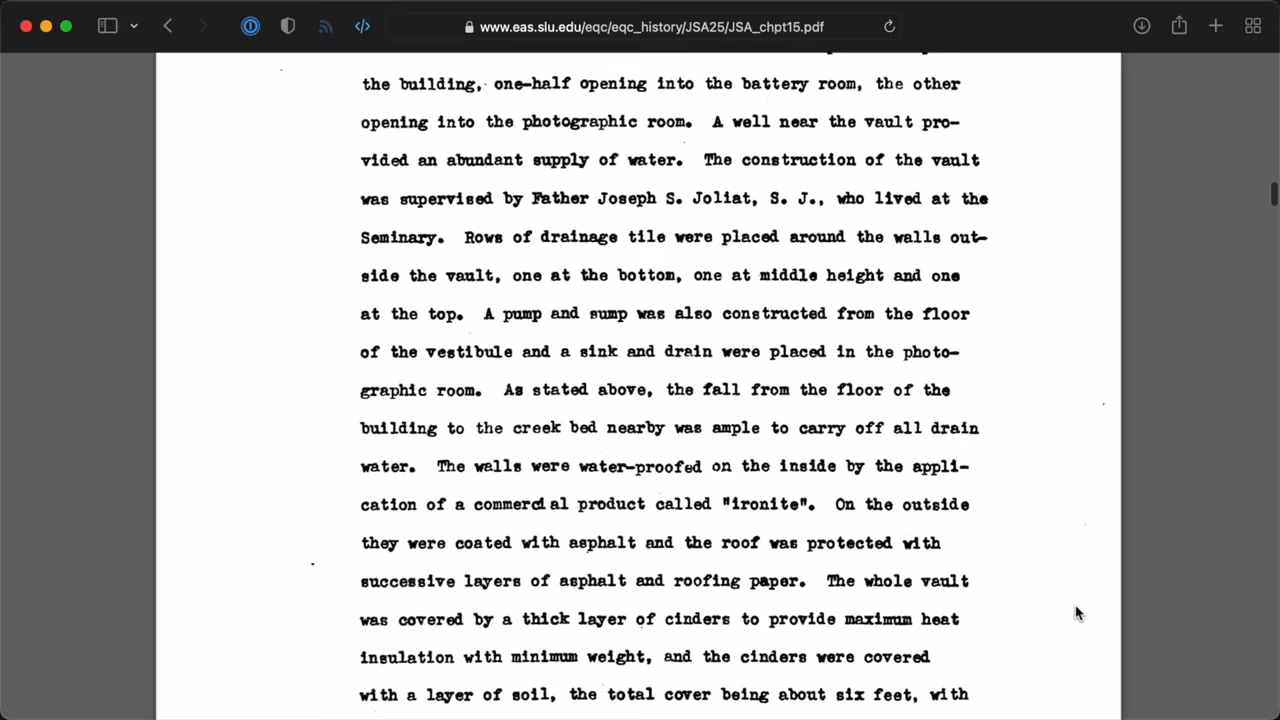 www.eas.slu.edu/eqc/eqc_history/JSA25/JSA_chpt15.pdf
the building, one-half opening into the battery room, the other
opening into the photographic room. A well near the vault pro-
vided an abundant supply of water. The construction of the vault
was supervised by Father Joseph S. Joliat, S. J., who lived at the
Seminary. Rows of drainage tile were placed around the walls out-
side the vault, one at the bottom, one at middle height and one
at the top. A pump and sump was also constructed from the floor
of the vestibule and a sink and drain were placed in the photo-
graphic room. As stated above, the fall from the floor of the
building to the creek bed nearby was ample to carry off all drain
water. The walls were water-proofed on the inside by the appli-
cation of a commercial product called "ironite". On the outside
they were coated with asphalt and the roof was protected with
successive layers of asphalt and roofing paper. The whole vault
was covered by a thick layer of cinders to provide maximum heat
insulation with minimum weight, and the cinders were covered
with a layer of soil, the total cover being about six feet, with